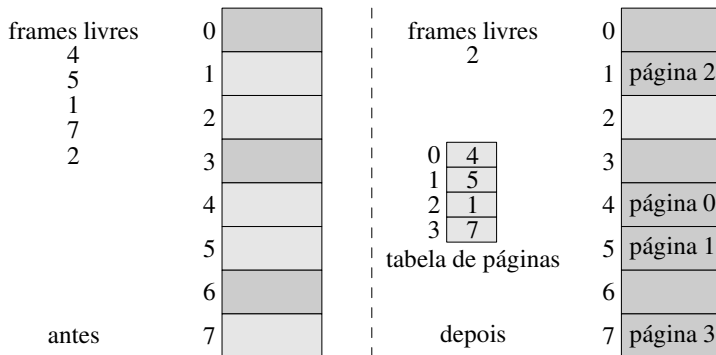 frames livres
4
5
1
7
2
0
1
2
3
4
5
6
7
antes
frames livres
2
0 4
1 5
2 1
3 7
tabela de páginas
depois
0
1 página 2
2
3
4 página 0
5 página 1
6
7 página 3